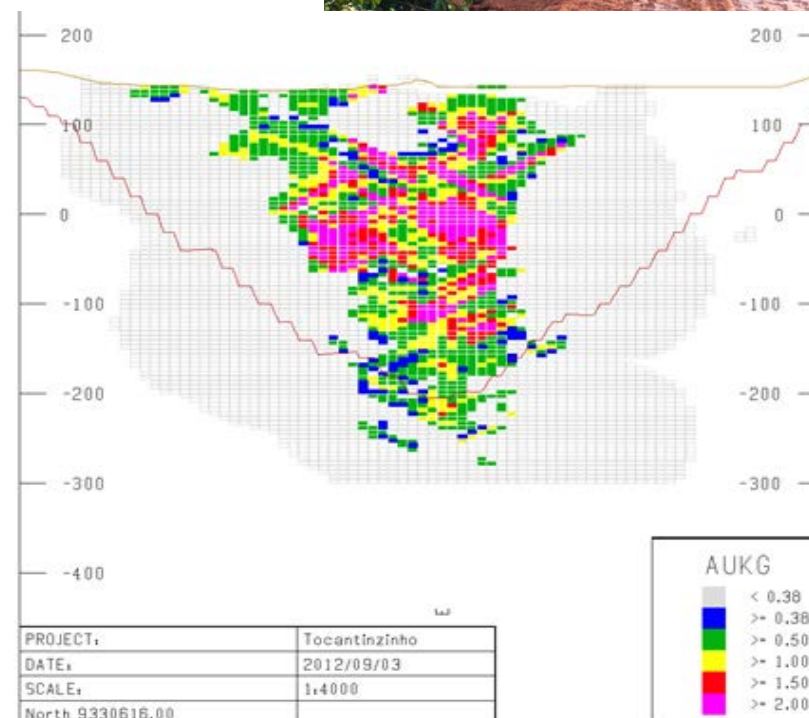 200 200
100 100
0 0
-100 -100
-200 -200
-300 -300
-400
E
AUKG
< 0.38
>= 0.38
>= 0.50
>= 1.00
>= 1.50
>= 2.00
PROJECT: Tocantinzinho
DATE: 2012/09/03
SCALE: 1:4000
North 9330616.00